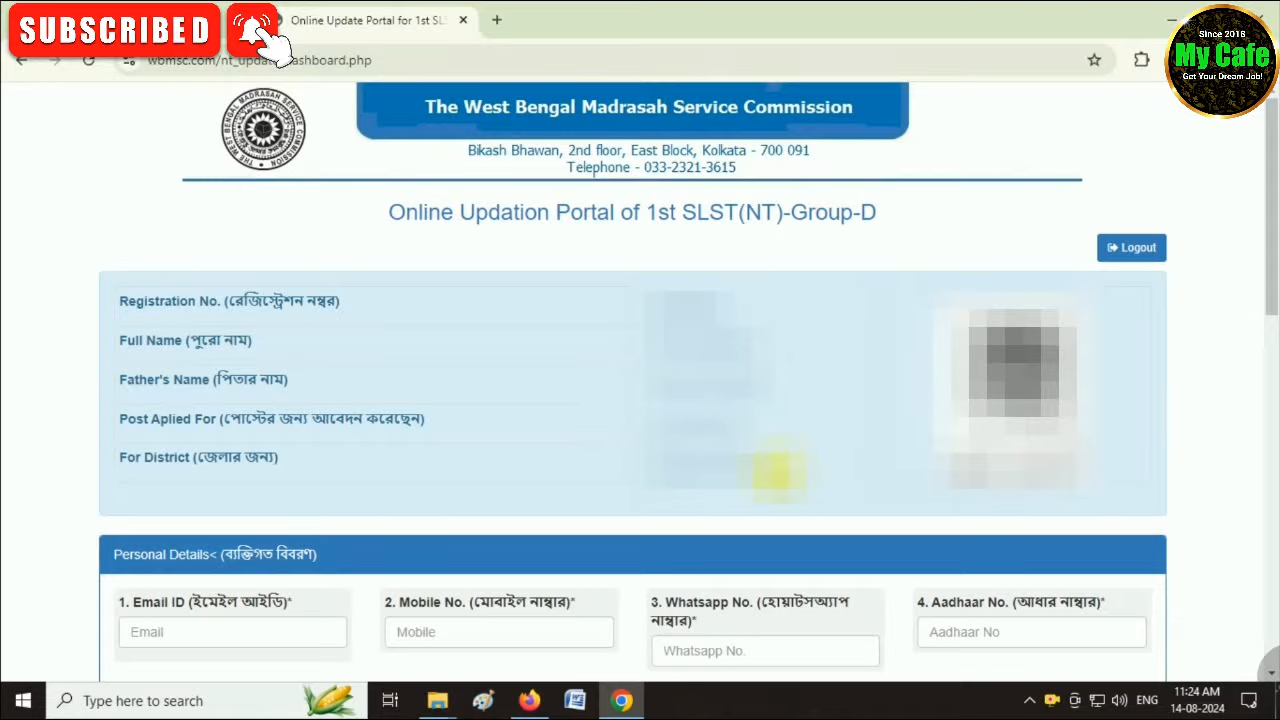 SUBSCRIBED
Online Update Portal for 1st SL
Since 2016
My Cafe
Get Your Dream Job!
The West Bengal Madrasah Service Commission
Bikash Bhawan, 2nd floor, East Block, Kolkata - 700 091
Telephone - 033-2321-3615
Online Updation Portal of 1st SLST(NT)-Group-D
Logout
Registration No. (রেজিস্ট্রেশন নম্বর)
Full Name (পুরো নাম)
Father's Name (পিতার নাম)
Post Aplied For (পোস্টের জন্য আবেদন করেছেন)
For District (জেলার জন্য)
Personal Details< (ব্যক্তিগত বিবরণ)
1. Email ID (ইমেইল আইডি)*
Email
2. Mobile No. (মোবাইল নাম্বার)*
Mobile
3. Whatsapp No. (হোয়াটসঅ্যাপ
নাম্বার)*
Whatsapp No.
4. Aadhaar No. (আধার নাম্বার)*
Aadhaar No
Type here to search
ENG
11:24 AM
14-08-2024